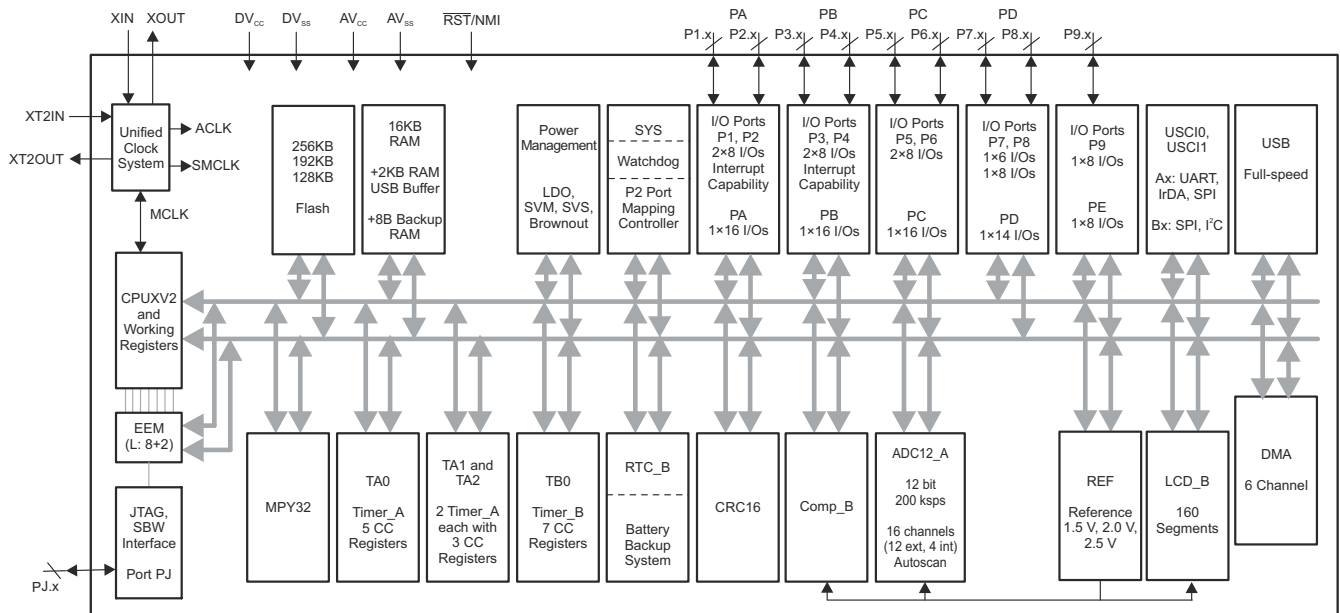 XIN XOUT DVCC DVSS AVCC AVSS RST/NMI PA PB PC PD
P1.x P2.x P3.x P4.x P5.x P6.x P7.x P8.x P9.x
XT2IN
XT2OUT
Unified
Clock
System
ACLK
SMCLK
MCLK
256KB
192KB
128KB
Flash
16KB
RAM
+2KB RAM
USB Buffer
+8B Backup
RAM
Power
Management
LDO,
SVM, SVS,
Brownout
SYS
Watchdog
P2 Port
Mapping
Controller
I/O Ports
P1, P2
2×8 I/Os
Interrupt
Capability
PA
1×16 I/Os
I/O Ports
P3, P4
2×8 I/Os
Interrupt
Capability
PB
1×16 I/Os
I/O Ports
P5, P6
2×8 I/Os
PC
1×16 I/Os
I/O Ports
P7, P8
1×6 I/Os
1×8 I/Os
PD
1×14 I/Os
I/O Ports
P9
1×8 I/Os
PE
1×8 I/Os
USCI0,
USCI1
Ax: UART,
IrDA, SPI
Bx: SPI, I²C
USB
Full-speed
CPUXV2
and
Working
Registers
EEM
(L: 8+2)
JTAG,
SBW
Interface
Port PJ
PJ.x
MPY32
TA0
Timer_A
5 CC
Registers
TA1 and
TA2
2 Timer_A
each with
3 CC
Registers
TB0
Timer_B
7 CC
Registers
RTC_B
Battery
Backup
System
CRC16
Comp_B
ADC12_A
12 bit
200 ksps
16 channels
(12 ext, 4 int)
Autoscan
REF
Reference
1.5 V, 2.0 V,
2.5 V
LCD_B
160
Segments
DMA
6 Channel